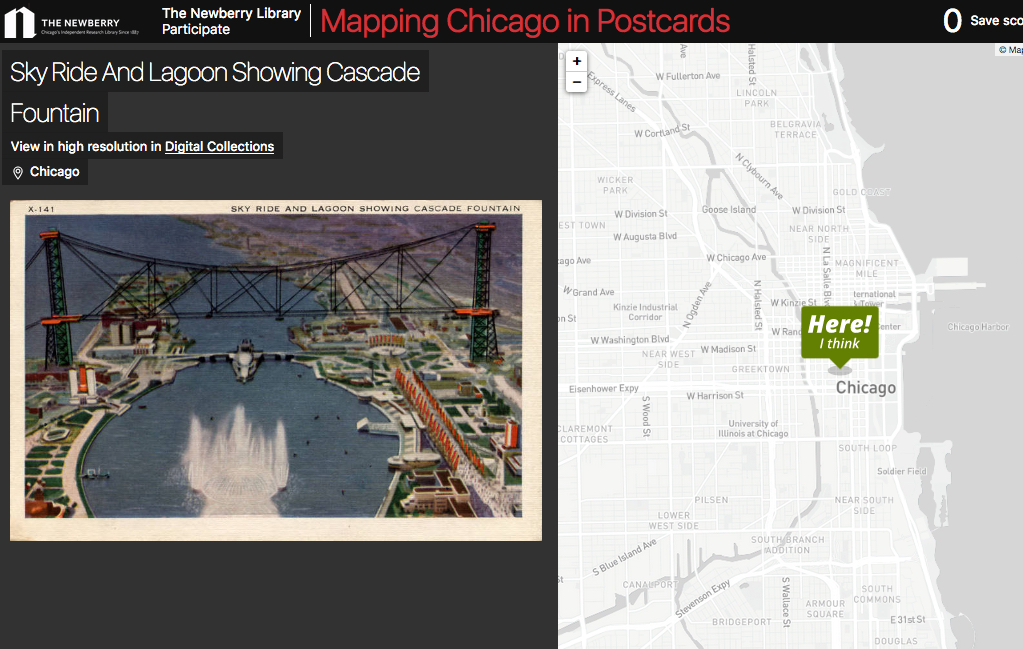 THE NEWBERRY
Chicago's Independent Research Library Since 1887
The Newberry Library
Participate
Mapping Chicago in Postcards
0 Save sco
Sky Ride And Lagoon Showing Cascade
Fountain
View in high resolution in Digital Collections
Chicago
X-141
SKY RIDE AND LAGOON SHOWING CASCADE FOUNTAIN
+
−
© Map
Express Lanes
W Fullerton Ave
N Halsted St
LINCOLN
PARK
BELGRAVIA
TERRACE
W Cortland St
N Clybourn Ave
WICKER
PARK
GOLD COAST
W Division St
Goose Island
W Division St
EST TOWN
W Augusta Blvd
NEAR NORTH
SIDE
cago Ave
W Chicago Ave
N La Salle Blvd
MAGNIFICENT
MILE
W Grand Ave
N Ogden Ave
N Halsted St
W Kinzie St
ternational
Tower
on St
Kinzie Industrial
Corridor
W Ran
Center
Chicago Harbor
Here!
I think
W Washington Blvd
NEAR WEST
SIDE
W Madison St
GREEKTOWN
Eisenhower Expy
W Harrison St
Chicago
S Wood St
CLAREMONT
COTTAGES
University of
Illinois at Chicago
SOUTH LOOP
Soldier Field
PILSEN
NEAR SOUTH
SIDE
LOWER
WEST SIDE
SOUTH BRANCH
ADDITION
S Blue Island Ave
CANALPORT
Stevenson Expy
S Wallace St
SOUTH
COMMONS
ARMOUR
SQUARE
BRIDGEPORT
E 31st St
DOUGLAS